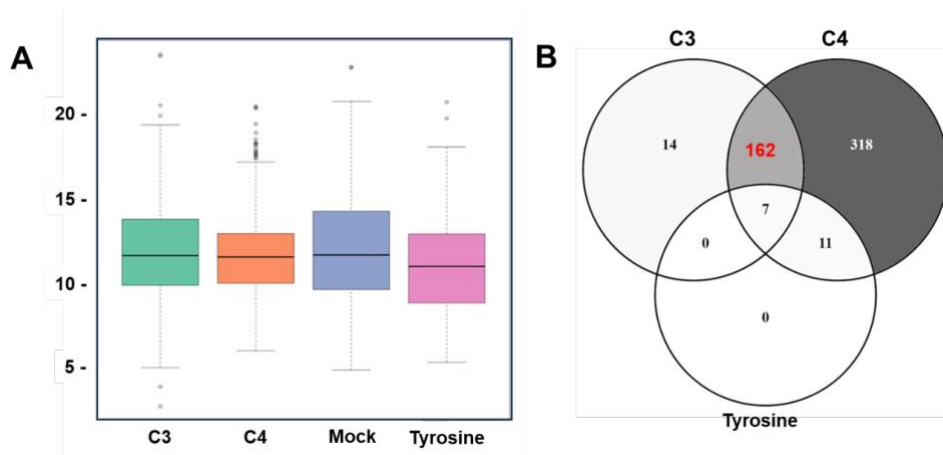 A
20 -
15 -
10 -
5 -
C3 C4 Mock Tyrosine
B
C3 C4
14 162 318
7
0 11
0
Tyrosine